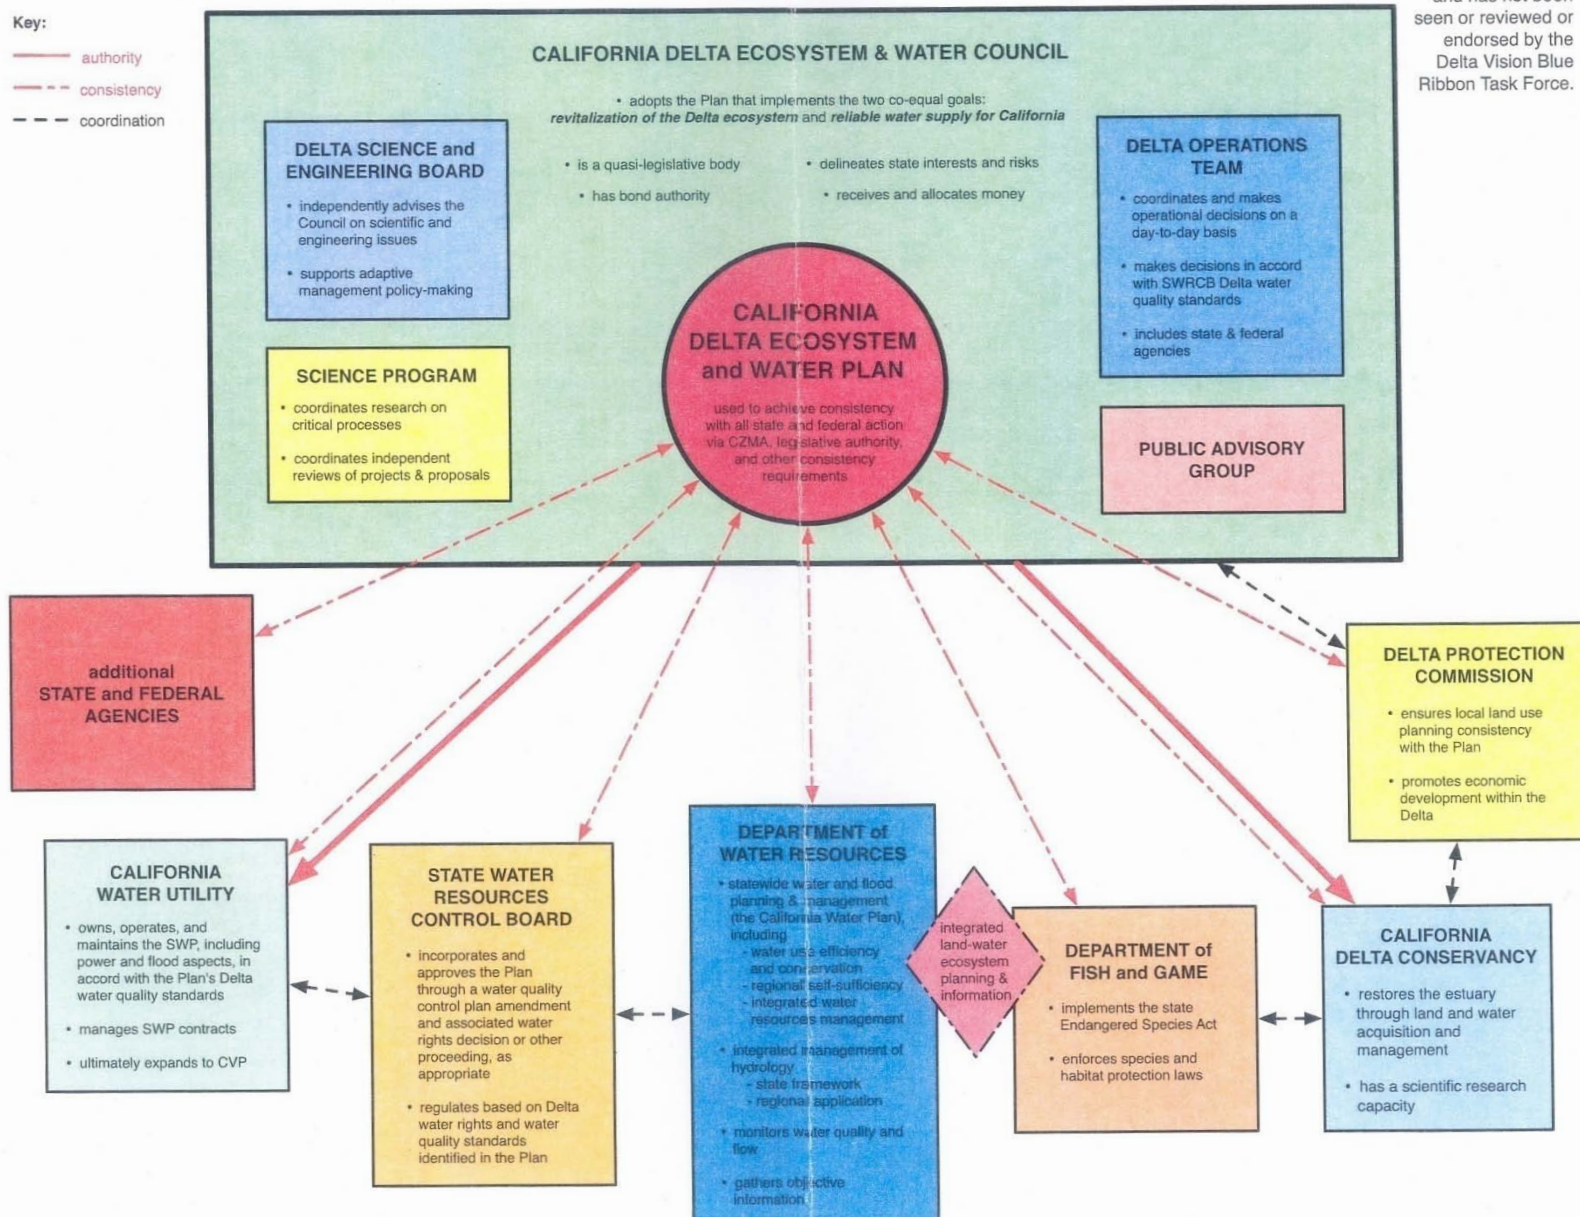 Key:
authority
consistency
coordination
and has not been
seen or reviewed or
endorsed by the
Delta Vision Blue
Ribbon Task Force.
CALIFORNIA DELTA ECOSYSTEM & WATER COUNCIL
• adopts the Plan that implements the two co-equal goals:
revitalization of the Delta ecosystem and reliable water supply for California
• is a quasi-legislative body
• has bond authority
• delineates state interests and risks
• receives and allocates money
DELTA SCIENCE and
ENGINEERING BOARD
• independently advises the
Council on scientific and
engineering issues
• supports adaptive
management policy-making
SCIENCE PROGRAM
• coordinates research on
critical processes
• coordinates independent
reviews of projects & proposals
CALIFORNIA
DELTA ECOSYSTEM
and WATER PLAN
used to achieve consistency
with all state and federal action
via CZMA, legislative authority,
and other consistency
requirements
DELTA OPERATIONS
TEAM
• coordinates and makes
operational decisions on a
day-to-day basis
• makes decisions in accord
with SWRCB Delta water
quality standards
• includes state & federal
agencies
PUBLIC ADVISORY
GROUP
additional
STATE and FEDERAL
AGENCIES
DELTA PROTECTION
COMMISSION
• ensures local land use
planning consistency
with the Plan
• promotes economic
development within the
Delta
CALIFORNIA
WATER UTILITY
• owns, operates, and
maintains the SWP, including
power and flood aspects, in
accord with the Plan's Delta
water quality standards
• manages SWP contracts
• ultimately expands to CVP
STATE WATER
RESOURCES
CONTROL BOARD
• incorporates and
approves the Plan
through a water quality
control plan amendment
and associated water
rights decision or other
proceeding, as
appropriate
• regulates based on Delta
water rights and water
quality standards
identified in the Plan
DEPARTMENT of
WATER RESOURCES
• statewide water and flood
planning & management
(the California Water Plan),
including
- water use efficiency
and conservation
- regional self-sufficiency
- integrated water
resources management
• integrated management of
hydrology
- state framework
- regional application
• monitors water quality and
flow
• gathers objective
information
integrated
land-water
ecosystem
planning &
information
DEPARTMENT of
FISH and GAME
• implements the state
Endangered Species Act
• enforces species and
habitat protection laws
CALIFORNIA
DELTA CONSERVANCY
• restores the estuary
through land and water
acquisition and
management
• has a scientific research
capacity